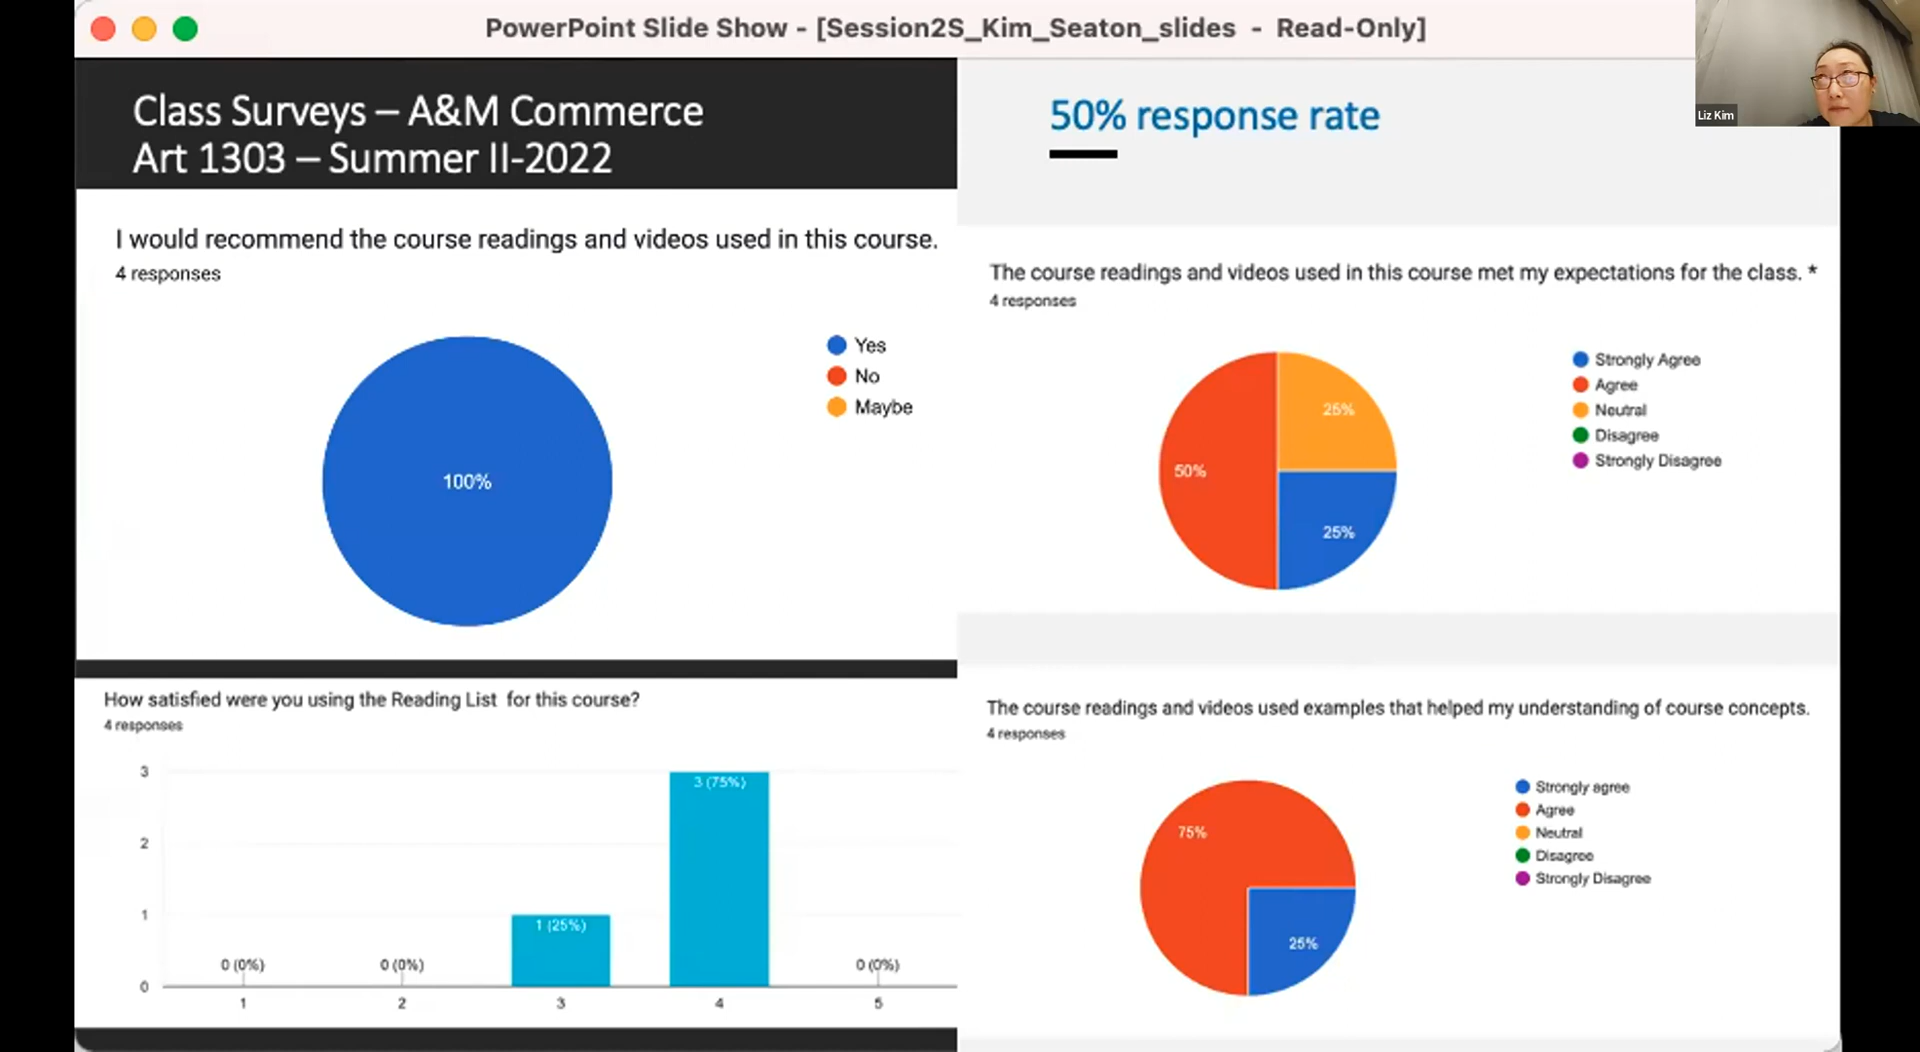 PowerPoint Slide Show - [Session2S_Kim_Seaton_slides - Read-Only]
Liz Kim
Class Surveys – A&M Commerce
Art 1303 – Summer II-2022
50% response rate
I would recommend the course readings and videos used in this course.
4 responses
100%
Yes
No
Maybe
The course readings and videos used in this course met my expectations for the class. *
4 responses
25%
50%
25%
Strongly Agree
Agree
Neutral
Disagree
Strongly Disagree
How satisfied were you using the Reading List for this course?
4 responses
3
2
1
0
0 (0%)
0 (0%)
1 (25%)
3 (75%)
0 (0%)
1
2
3
4
5
The course readings and videos used examples that helped my understanding of course concepts.
4 responses
75%
25%
Strongly agree
Agree
Neutral
Disagree
Strongly Disagree